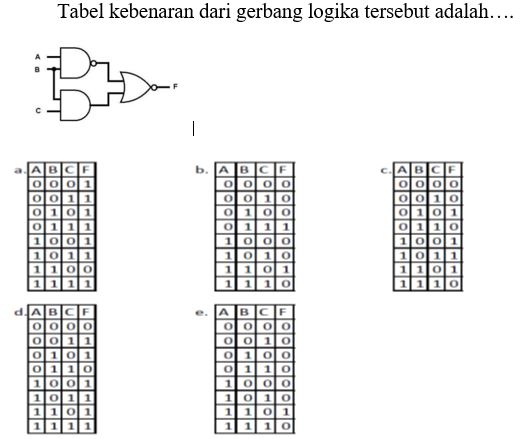 Tabel kebenaran dari gerbang logika tersebut adalah….
A
B
F
C
a. A B C F
0 0 0 1
0 0 1 1
0 1 0 1
0 1 1 1
1 0 0 1
1 0 1 1
1 1 0 0
1 1 1 1
b. A B C F
0 0 0 0
0 0 1 0
0 1 0 0
0 1 1 1
1 0 0 0
1 0 1 0
1 1 0 1
1 1 1 0
c. A B C F
0 0 0 0
0 0 1 0
0 1 0 1
0 1 1 0
1 0 0 1
1 0 1 1
1 1 0 1
1 1 1 0
d. A B C F
0 0 0 0
0 0 1 1
0 1 0 1
0 1 1 0
1 0 0 1
1 0 1 1
1 1 0 1
1 1 1 1
e. A B C F
0 0 0 0
0 0 1 0
0 1 0 0
0 1 1 0
1 0 0 0
1 0 1 0
1 1 0 1
1 1 1 0